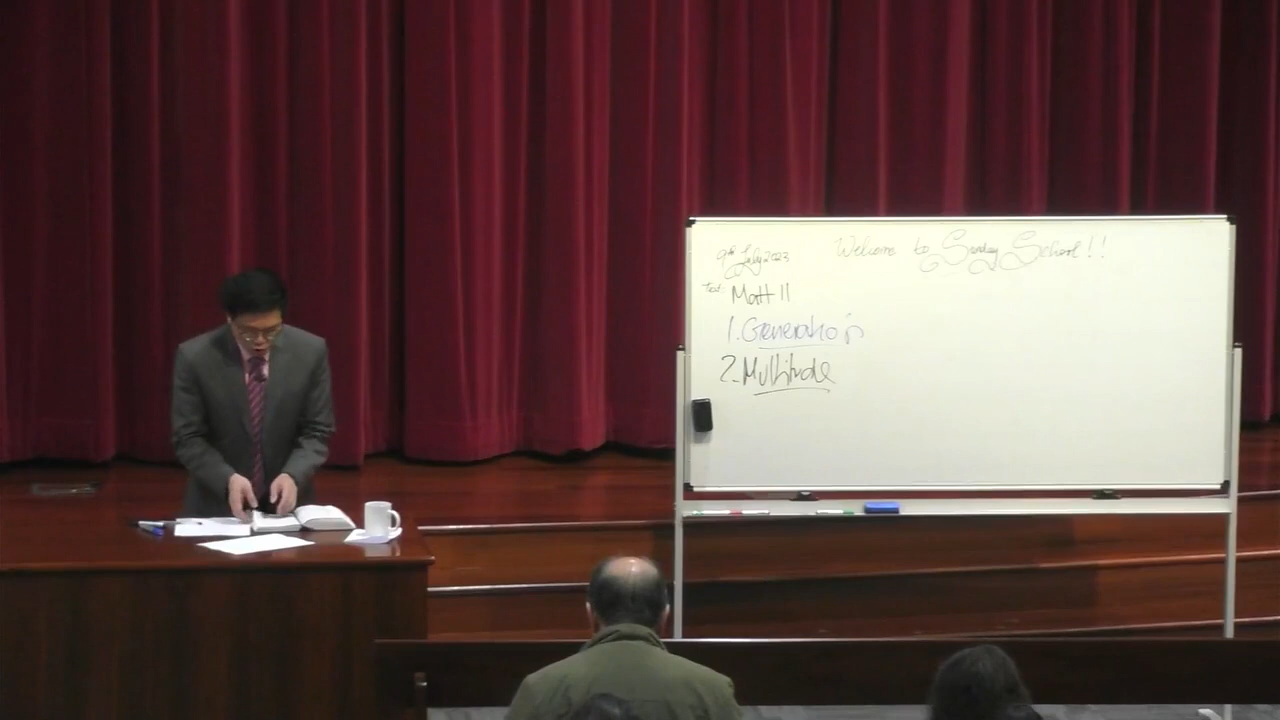 9th July 2023 Welcome to Sunday School!!
Text: Matt 11
1. Generation
2. Multitude